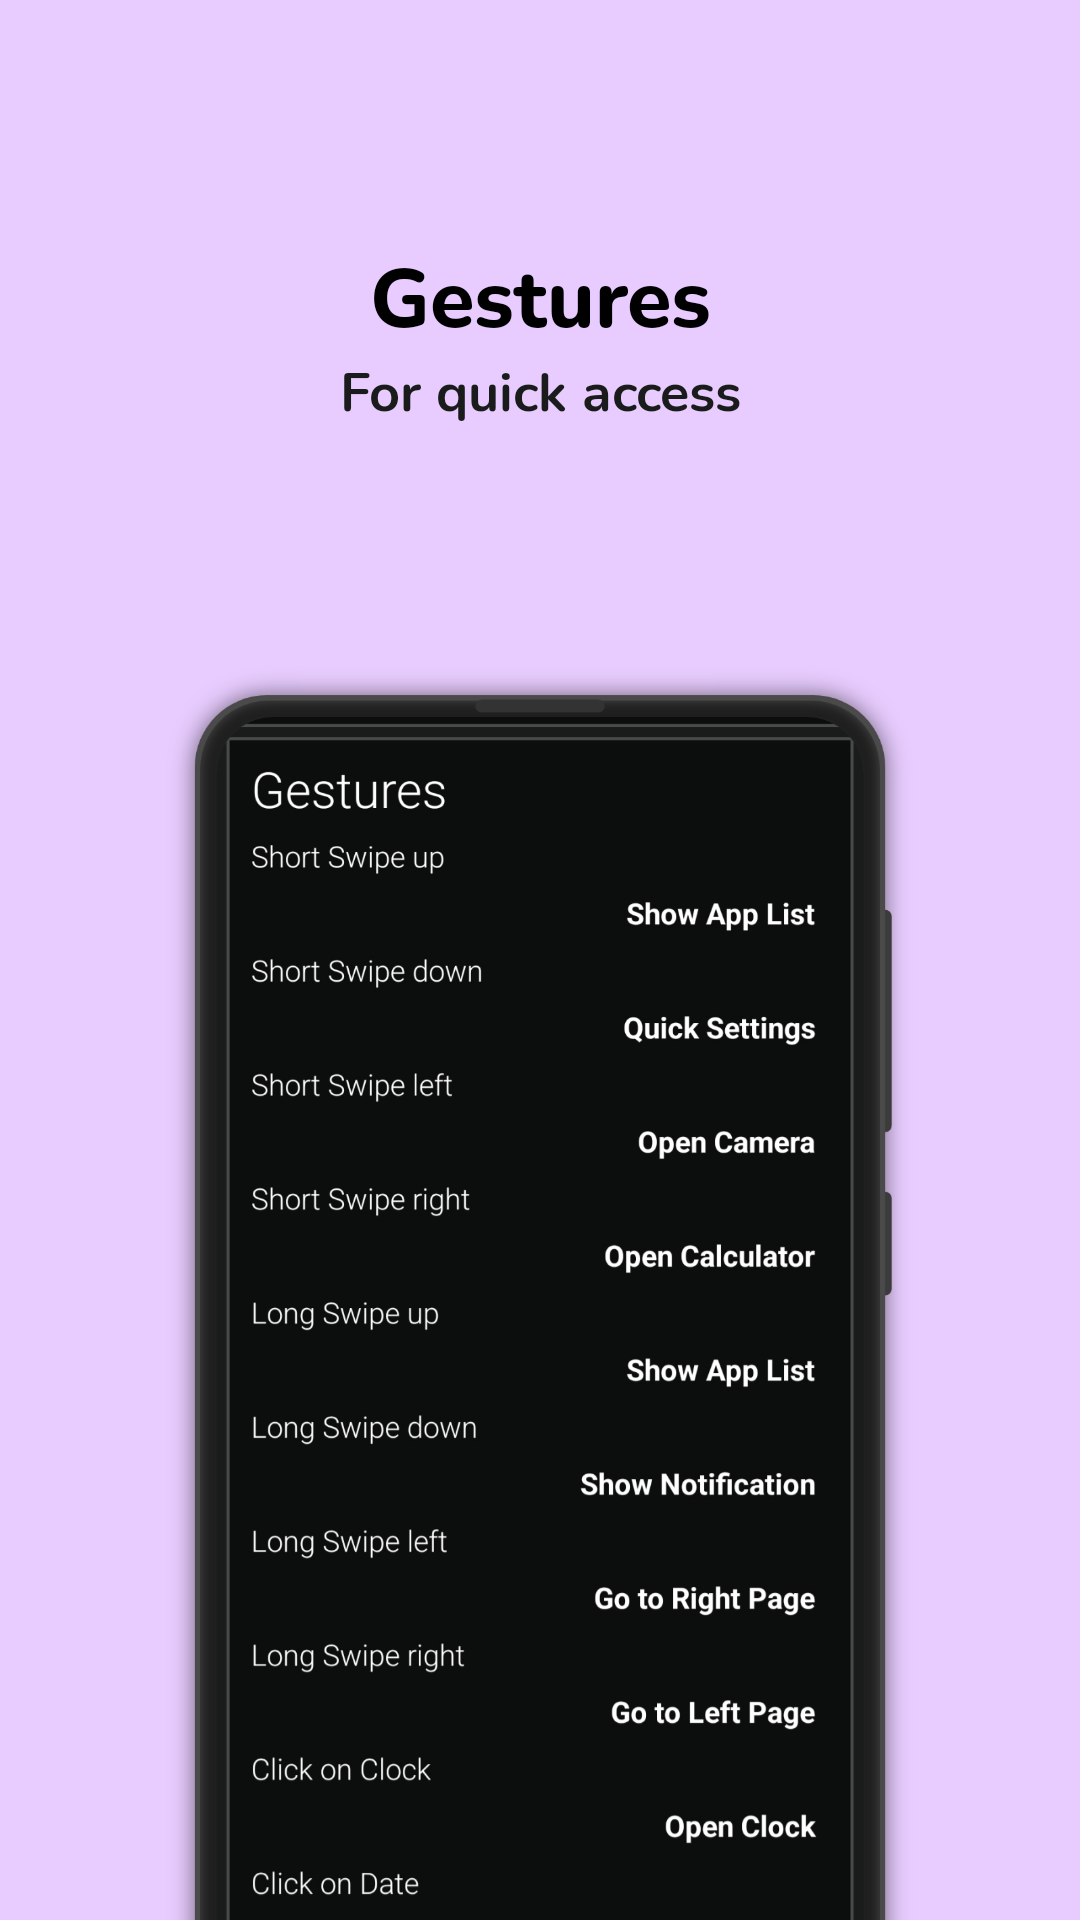 Gestures
For quick access
Gestures
Short Swipe up
Show App List
Short Swipe down
Quick Settings
Short Swipe left
Open Camera
Short Swipe right
Open Calculator
Long Swipe up
Show App List
Long Swipe down
Show Notification
Long Swipe left
Go to Right Page
Long Swipe right
Go to Left Page
Click on Clock
Open Clock
Click on Date